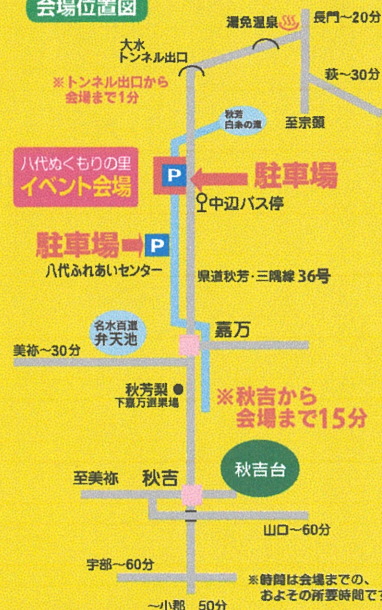 会場位置図
湯免温泉
長門〜20分
大水
トンネル出口
※トンネル出口から
会場まで1分
萩〜30分
至宗頭
秋芳
白糸の滝
八代ぬくもりの里
イベント会場
P
駐車場
中辺バス停
駐車場
P
八代ふれあいセンター
県道秋芳・三隅線36号
名水百選
弁天池
嘉万
美祢〜30分
秋芳梨
下嘉万選果場
※秋吉から
会場まで15分
秋吉台
至美祢
秋吉
山口〜60分
宇部〜60分
※時間は会場までの、
およその所要時間で
〜小郡 50分